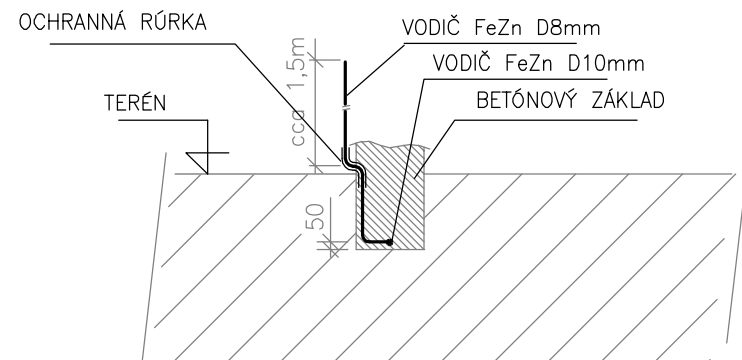 OCHRANNÁ RÚRKA
VODIČ FeZn D8mm
VODIČ FeZn D10mm
BETÓNOVÝ ZÁKLAD
TERÉN
cca 1,5m
50